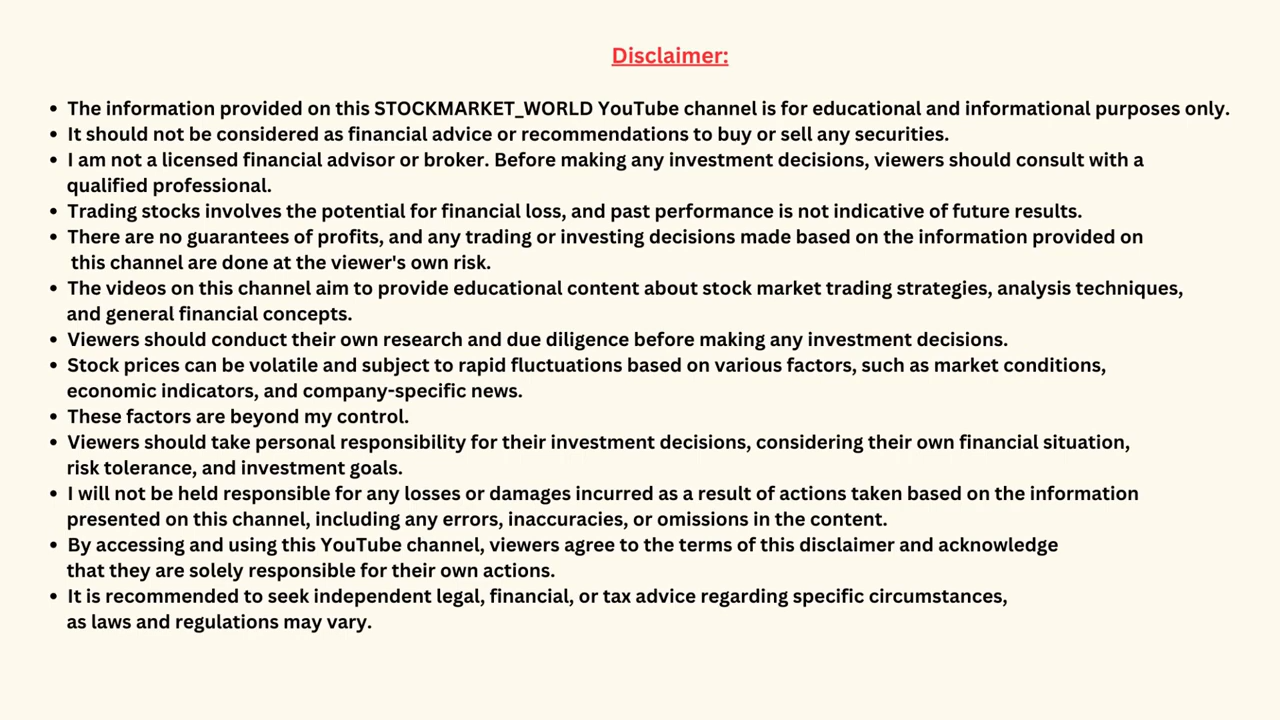 Disclaimer:
• The information provided on this STOCKMARKET_WORLD YouTube channel is for educational and informational purposes only.
• It should not be considered as financial advice or recommendations to buy or sell any securities.
• I am not a licensed financial advisor or broker. Before making any investment decisions, viewers should consult with a
qualified professional.
• Trading stocks involves the potential for financial loss, and past performance is not indicative of future results.
• There are no guarantees of profits, and any trading or investing decisions made based on the information provided on
this channel are done at the viewer's own risk.
• The videos on this channel aim to provide educational content about stock market trading strategies, analysis techniques,
and general financial concepts.
• Viewers should conduct their own research and due diligence before making any investment decisions.
• Stock prices can be volatile and subject to rapid fluctuations based on various factors, such as market conditions,
economic indicators, and company-specific news.
• These factors are beyond my control.
• Viewers should take personal responsibility for their investment decisions, considering their own financial situation,
risk tolerance, and investment goals.
• I will not be held responsible for any losses or damages incurred as a result of actions taken based on the information
presented on this channel, including any errors, inaccuracies, or omissions in the content.
• By accessing and using this YouTube channel, viewers agree to the terms of this disclaimer and acknowledge
that they are solely responsible for their own actions.
• It is recommended to seek independent legal, financial, or tax advice regarding specific circumstances,
as laws and regulations may vary.